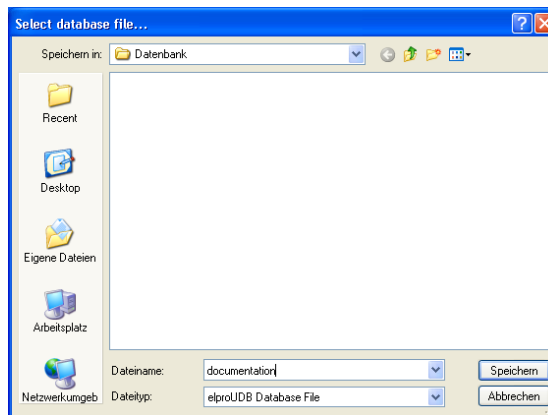 Select database file...
Speichern in:
Datenbank
Recent
Desktop
Eigene Dateien
Arbeitsplatz
Netzwerkumgeb
Dateiname:
documentation
Speichern
Dateityp:
elproUDB Database File
Abbrechen